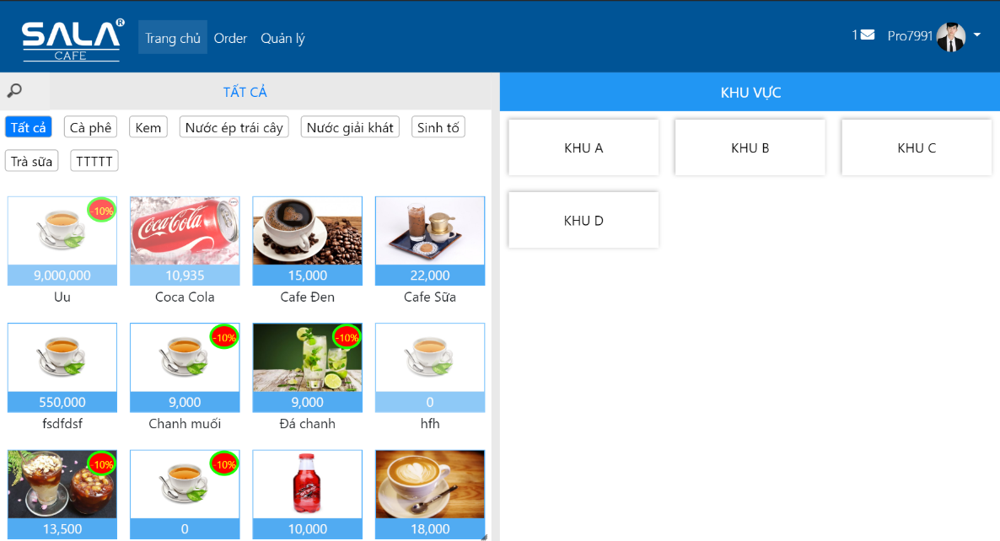 SALA®
CAFE
Trang chủ Order Quản lý
1 Pro7991
TẤT CẢ
Tất cả Cà phê Kem Nước ép trái cây Nước giải khát Sinh tố
Trà sữa TTTTT
-10%
Coca-Cola
9,000,000 10,935 15,000 22,000
Uu Coca Cola Cafe Đen Cafe Sữa
-10% -10%
550,000 9,000 9,000 0
fsdfdsf Chanh muối Đá chanh hfh
-10% -10%
13,500 0 10,000 18,000
KHU VỰC
KHU A KHU B KHU C
KHU D